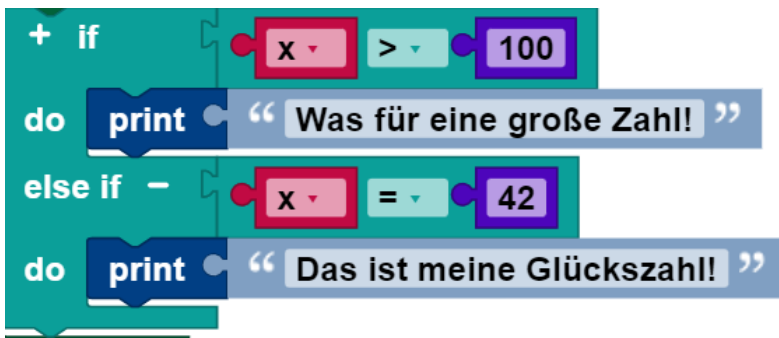 + if x > 100
do print “ Was für eine große Zahl! ”
else if - x = 42
do print “ Das ist meine Glückszahl! ”